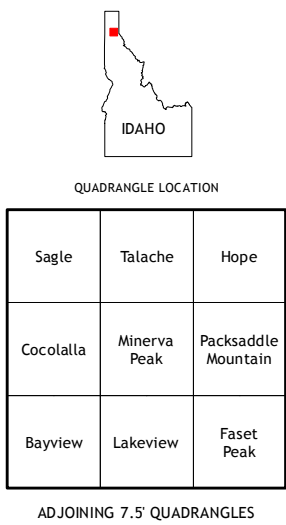 IDAHO
QUADRANGLE LOCATION
Sagle
Talache
Hope
Cocolalla
Minerva
Peak
Packsaddle
Mountain
Bayview
Lakeview
Faset
Peak
ADJOINING 7.5' QUADRANGLES